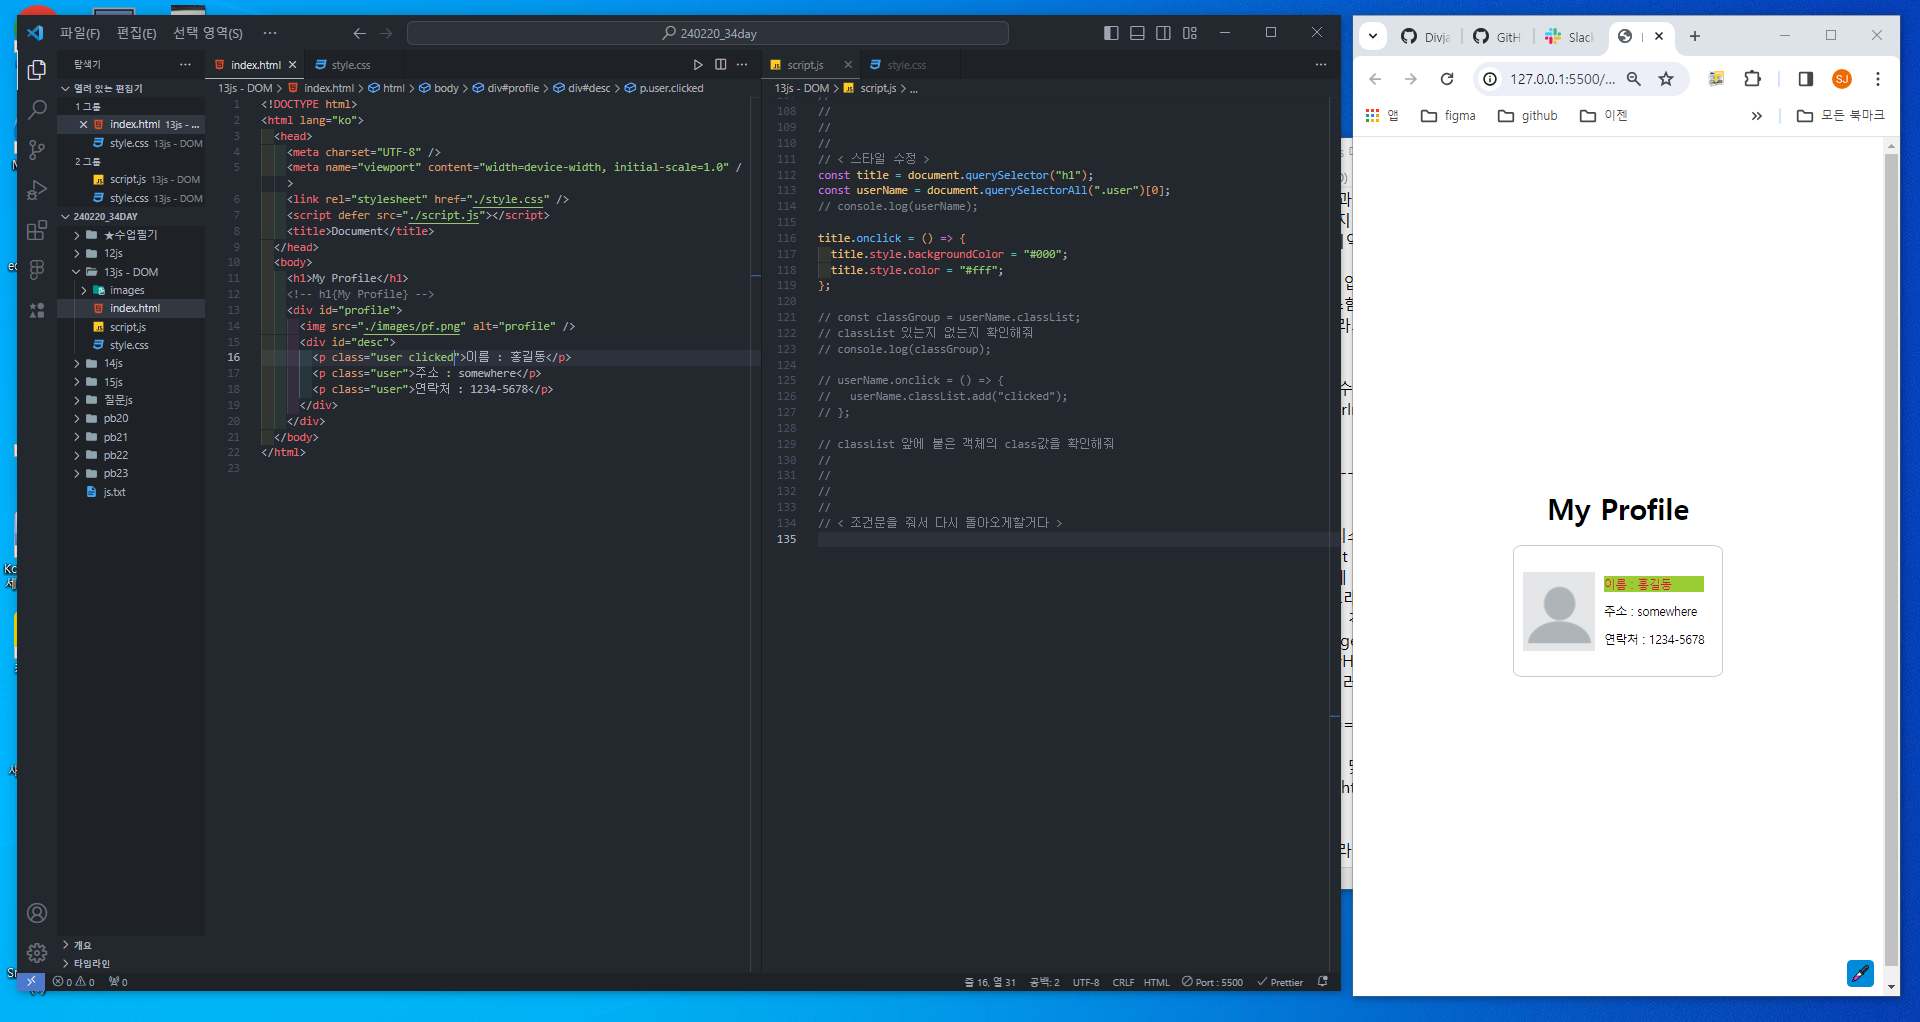 파일(F) 편집(E) 선택 영역(S) ··· 240220_34day
탐색기 ···
열려 있는 편집기
1 그룹
index.html 13js - ...
style.css 13js - DOM
2 그룹
script.js 13js - DOM
style.css 13js - DOM
240220_34DAY
★수업필기
12js
13js - DOM
images
index.html
script.js
style.css
14js
15js
질문js
pb20
pb21
pb22
pb23
js.txt
개요
타임라인
index.html style.css
13js - DOM > index.html > html > body > div#profile > div#desc > p.user.clicked
1 <!DOCTYPE html>
2 <html lang="ko">
3 <head>
4 <meta charset="UTF-8" />
5 <meta name="viewport" content="width=device-width, initial-scale=1.0" /
>
6 <link rel="stylesheet" href="./style.css" />
7 <script defer src="./script.js"></script>
8 <title>Document</title>
9 </head>
10 <body>
11 <h1>My Profile</h1>
12 <!-- h1{My Profile} -->
13 <div id="profile">
14 <img src="./images/pf.png" alt="profile" />
15 <div id="desc">
16 <p class="user clicked">이름 : 홍길동</p>
17 <p class="user">주소 : somewhere</p>
18 <p class="user">연락처 : 1234-5678</p>
19 </div>
20 </div>
21 </body>
22 </html>
23
script.js style.css
13js - DOM > script.js > ...
108 //
109 //
110 //
111 // < 스타일 수정 >
112 const title = document.querySelector("h1");
113 const userName = document.querySelectorAll(".user")[0];
114 // console.log(userName);
115
116 title.onclick = () => {
117 title.style.backgroundColor = "#000";
118 title.style.color = "#fff";
119 };
120
121 // const classGroup = userName.classList;
122 // classList 있는지 없는지 확인해줘
123 // console.log(classGroup);
124
125 // userName.onclick = () => {
126 // userName.classList.add("clicked");
127 // };
128
129 // classList 앞에 붙은 객체의 class값을 확인해줘
130 //
131 //
132 //
133 //
134 // < 조건문을 줘서 다시 돌아오게할거다 >
135
0 0 0 줄 16, 열 31 공백: 2 UTF-8 CRLF HTML Port : 5500 Prettier
Divja GitH Slack
127.0.0.1:5500/... SJ
앱 figma github 이젠 » 모든 북마크
My Profile
이름 : 홍길동
주소 : somewhere
연락처 : 1234-5678